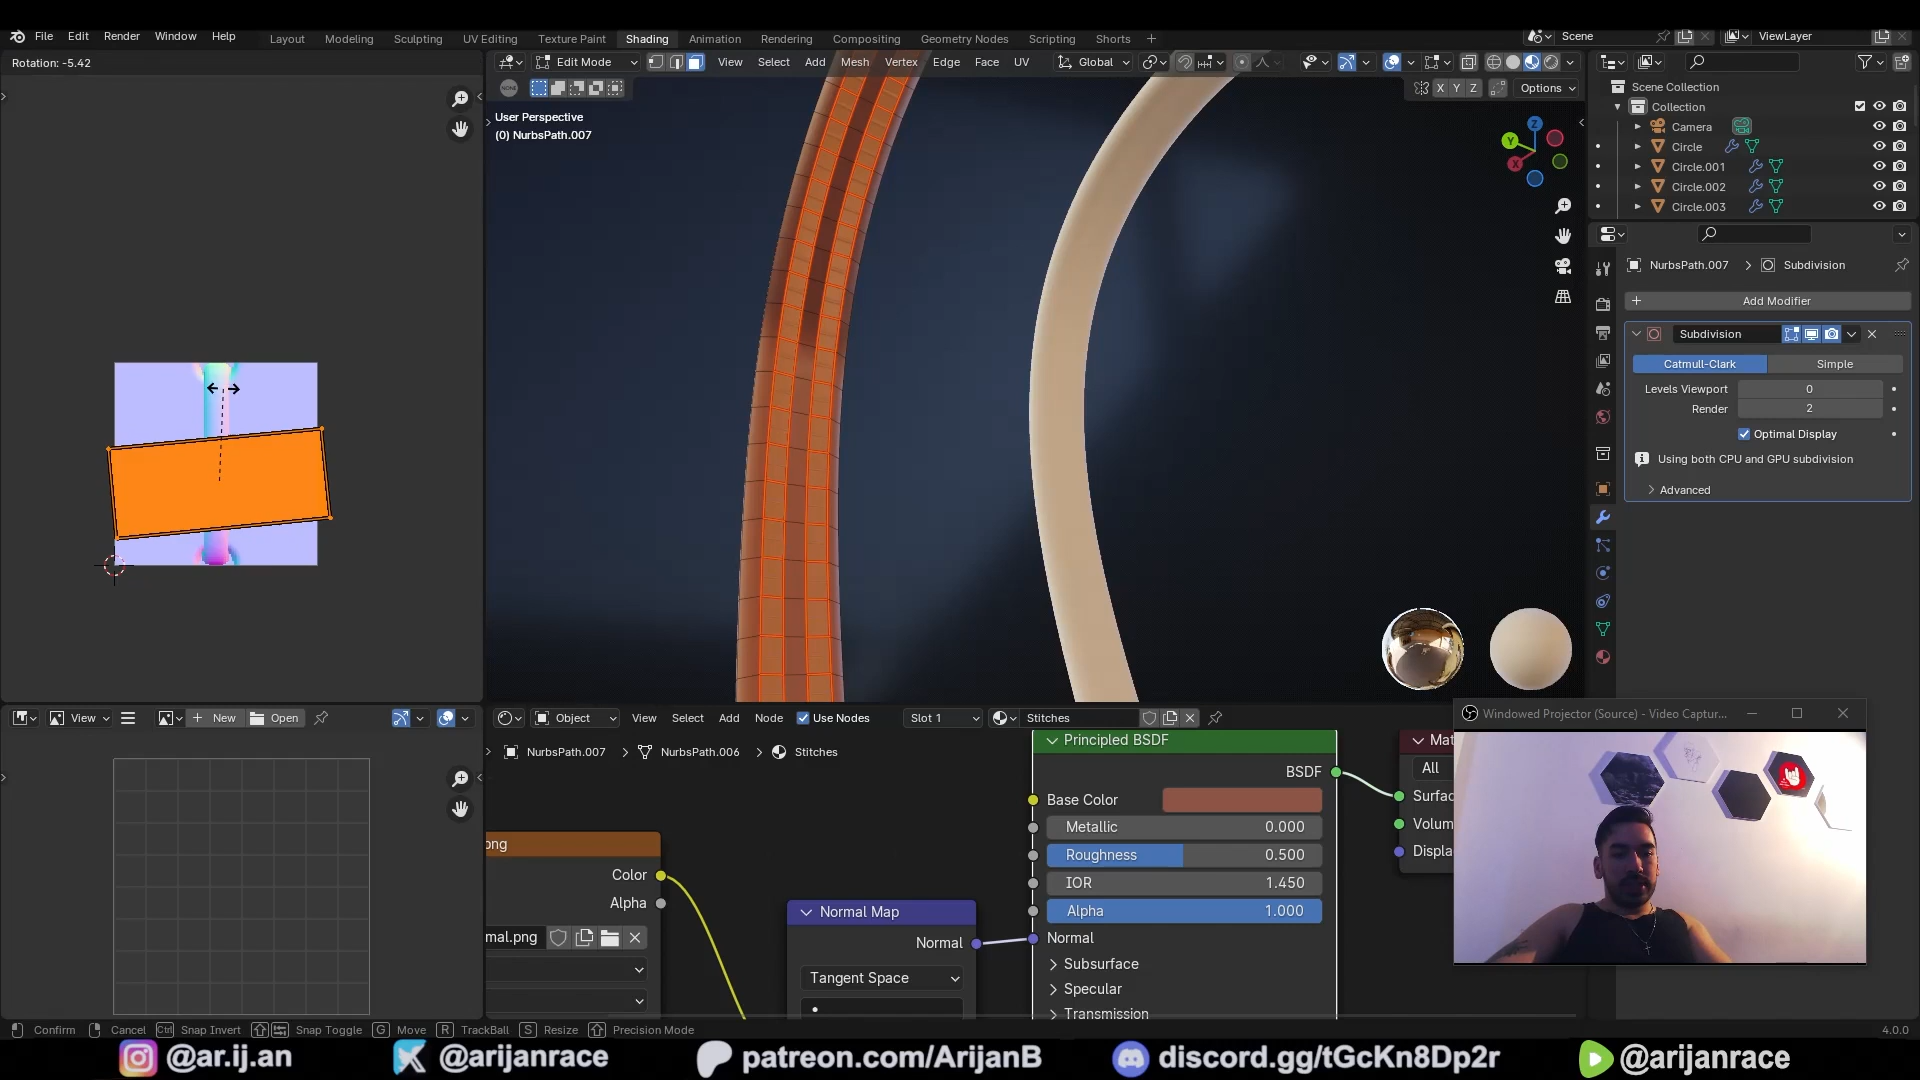 File Edit Render Window Help
Layout Modeling Sculpting UV Editing Texture Paint Shading Animation Rendering Compositing Geometry Nodes Scripting Shorts
Scene
ViewLayer
Rotation: -5.42
Edit Mode View Select Add Mesh Vertex Edge Face UV Global
X Y Z Options
User Perspective
(0) NurbsPath.007
Z
Y
X
Scene Collection
Collection
Camera
Circle
Circle.001
Circle.002
Circle.003
NurbsPath.007 Subdivision
Add Modifier
Subdivision
Catmull-Clark Simple
Levels Viewport 0
Render 2
Optimal Display
Using both CPU and GPU subdivision
Advanced
View New Open
Object View Select Add Node Use Nodes Slot 1 Stitches
NurbsPath.007 NurbsPath.006 Stitches
Principled BSDF
BSDF
Base Color
Metallic 0.000
Roughness 0.500
IOR 1.450
Alpha 1.000
Normal
Subsurface
Specular
Transmission
Mat
All
Surfac
Volum
Displa
ong
Color
Alpha
mal.png
Normal Map
Normal
Tangent Space
Windowed Projector (Source) - Video Captur...
Confirm Cancel Ctrl Snap Invert Snap Toggle G Move R TrackBall S Resize Precision Mode 4.0.0
@ar.ij.an @arijanrace patreon.com/ArijanB discord.gg/tGcKn8Dp2r @arijanrace